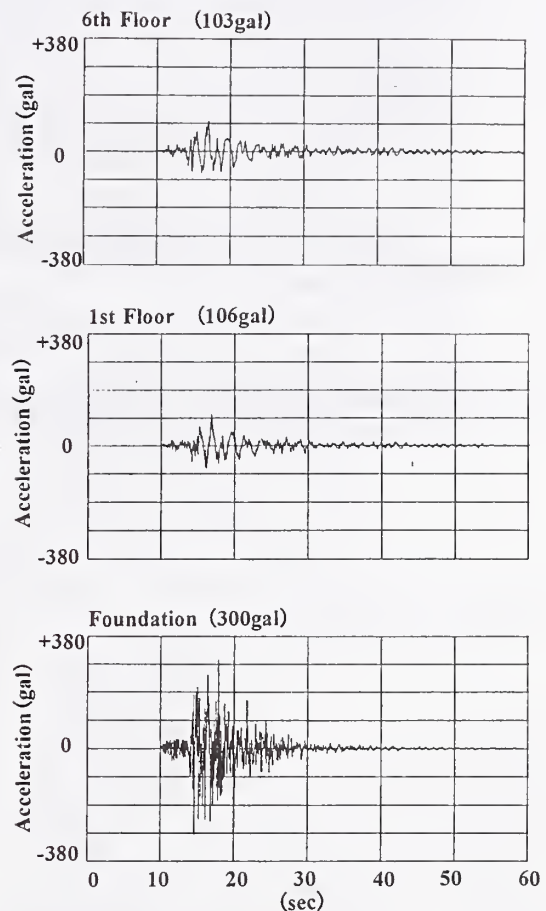 6th Floor (103gal)
+380
Acceleration (gal)
0
-380
1st Floor (106gal)
+380
Acceleration (gal)
0
-380
Foundation (300gal)
+380
Acceleration (gal)
0
-380
0 10 20 30 40 50 60
(sec)